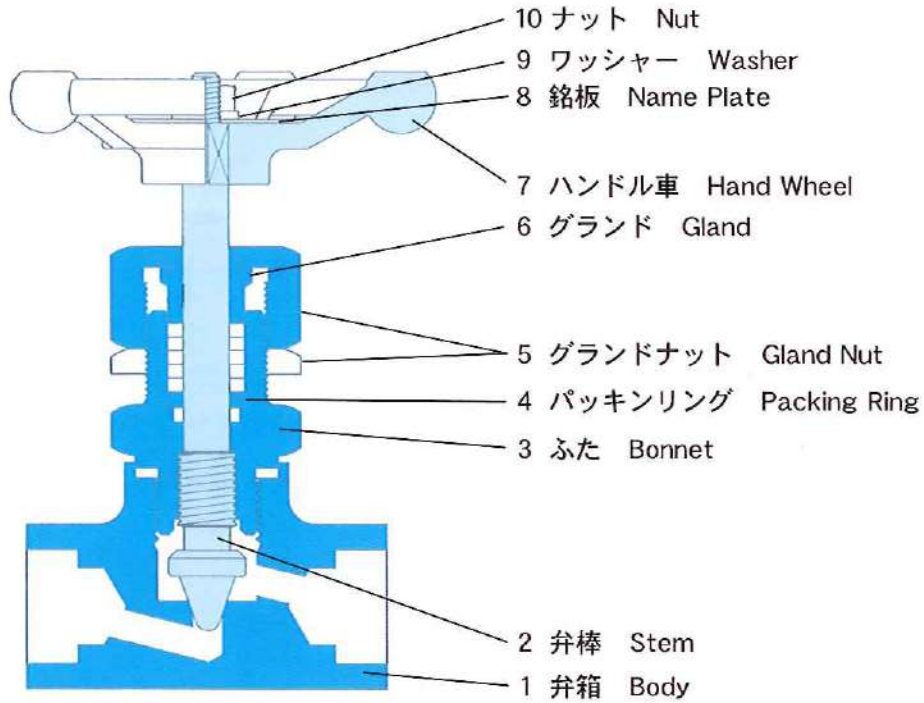 10 ナット Nut
9 ワッシャー Washer
8 銘板 Name Plate
7 ハンドル車 Hand Wheel
6 グランド Gland
5 グランドナット Gland Nut
4 パッキンリング Packing Ring
3 ふた Bonnet
2 弁棒 Stem
1 弁箱 Body